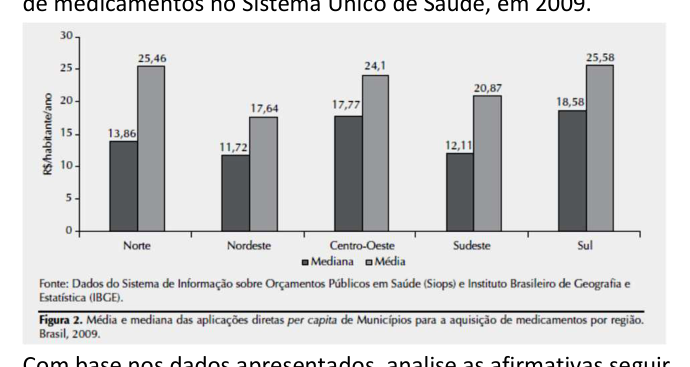 de medicamentos no Sistema Único de Saúde, em 2009.
30
25
20
15
10
5
0
R$/habitante/ano
13,86
25,46
11,72
17,64
17,77
24,1
12,11
20,87
18,58
25,58
Norte
Nordeste
Centro-Oeste
Sudeste
Sul
Mediana
Média
Fonte: Dados do Sistema de Informação sobre Orçamentos Públicos em Saúde (Siops) e Instituto Brasileiro de Geografia e
Estatística (IBGE).
Figura 2. Média e mediana das aplicações diretas per capita de Municípios para a aquisição de medicamentos por região.
Brasil, 2009.
Com base nos dados apresentados, analise as afirmativas seguir